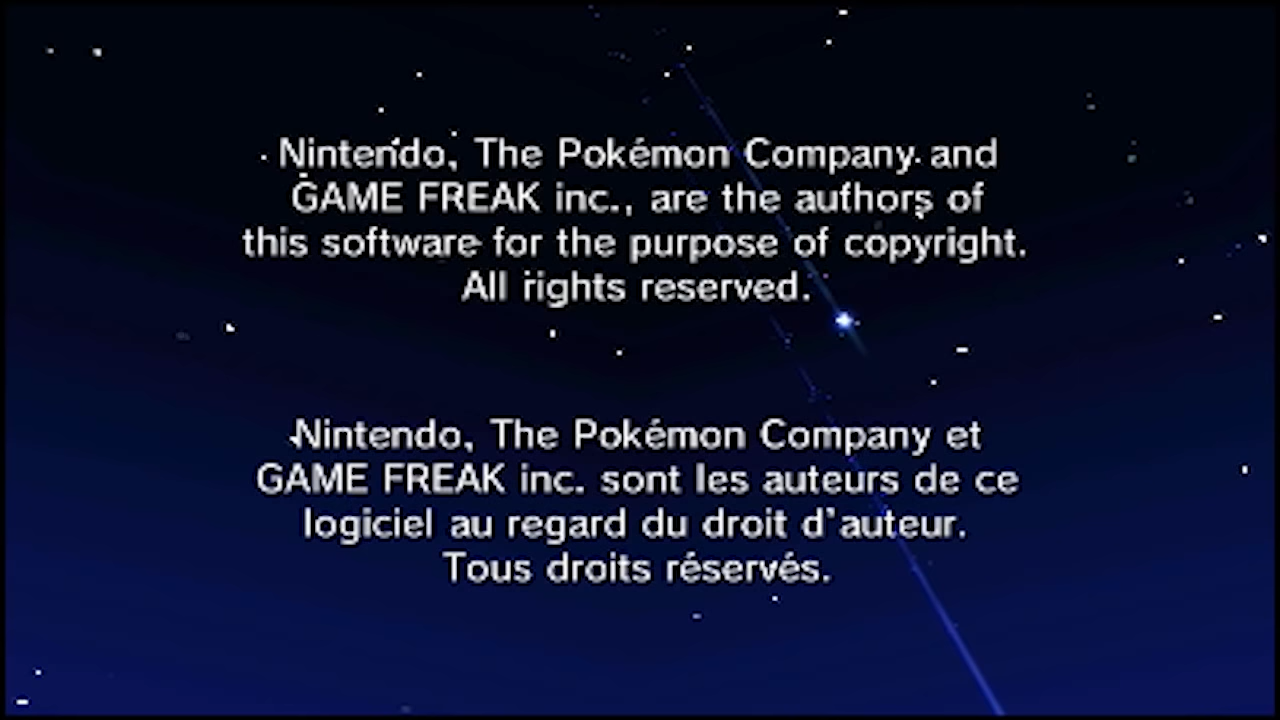 Nintendo, The Pokémon Company and
GAME FREAK inc., are the authors of
this software for the purpose of copyright.
All rights reserved.
Nintendo, The Pokémon Company et
GAME FREAK inc. sont les auteurs de ce
logiciel au regard du droit d'auteur.
Tous droits réservés.